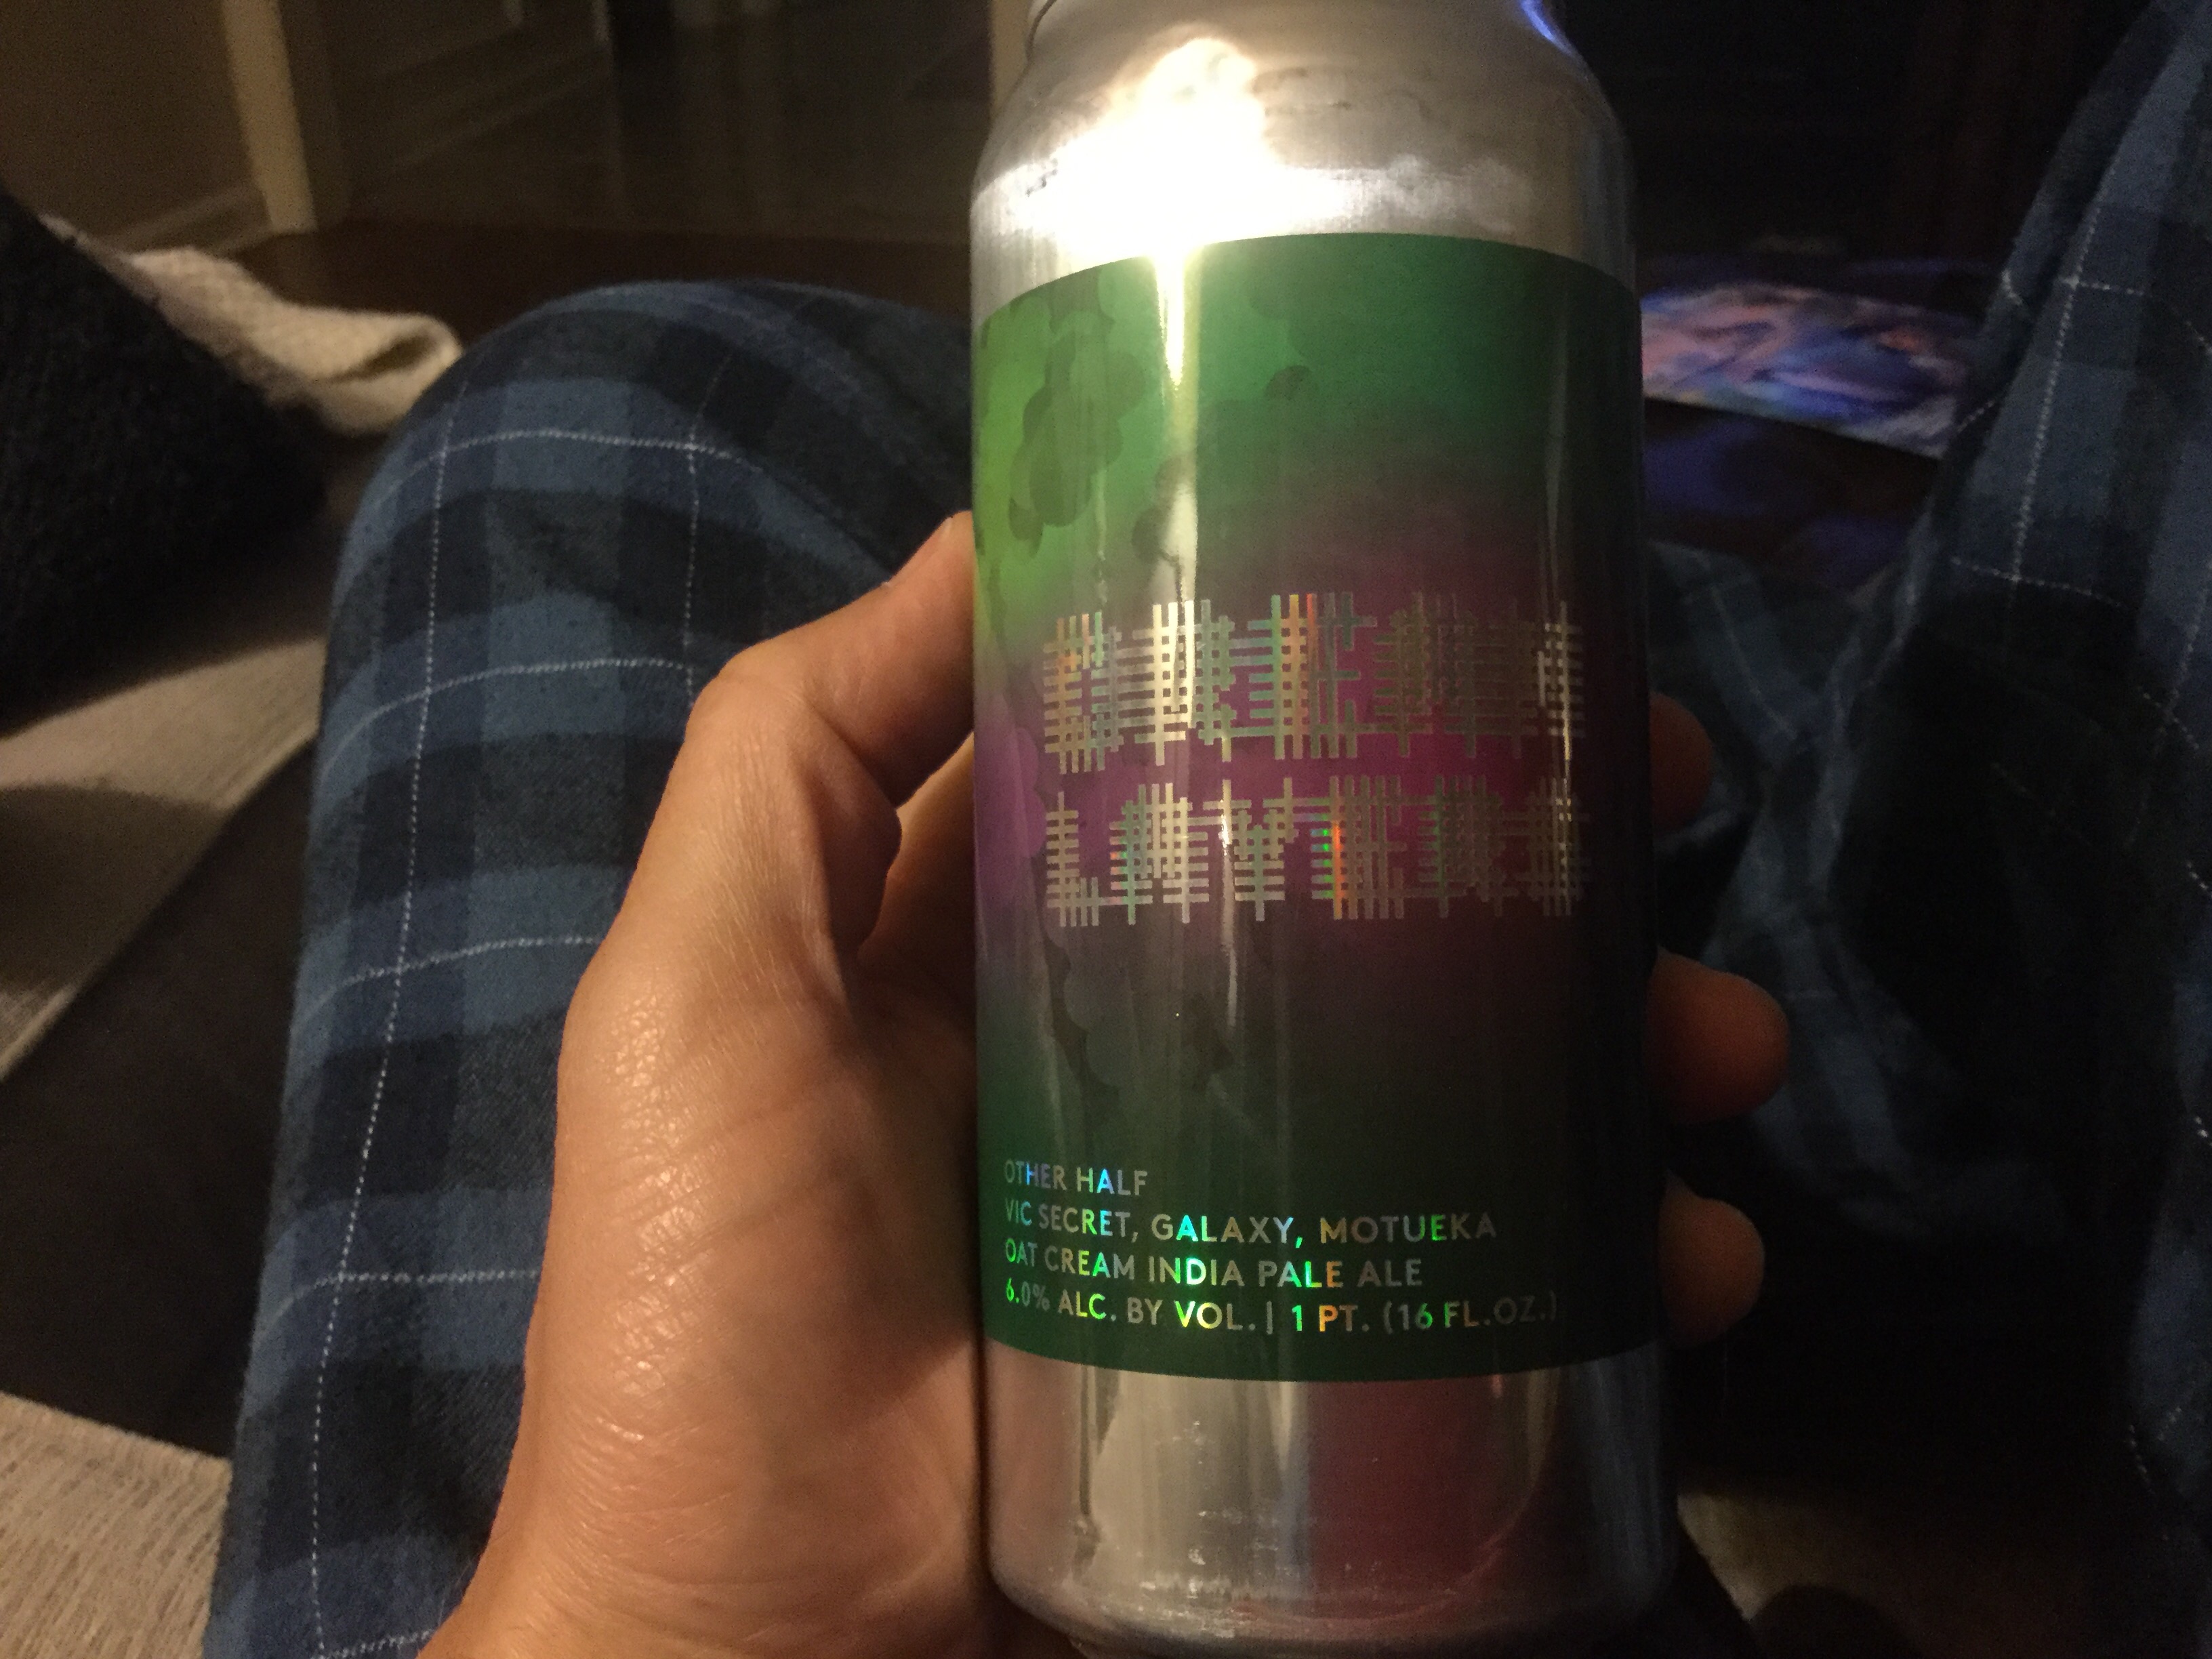 OTHER HALF
VIC SECRET, GALAXY, MOTUEKA
OAT CREAM INDIA PALE ALE
6.0% ALC. BY VOL. | 1 PT. (16 FL.OZ.)